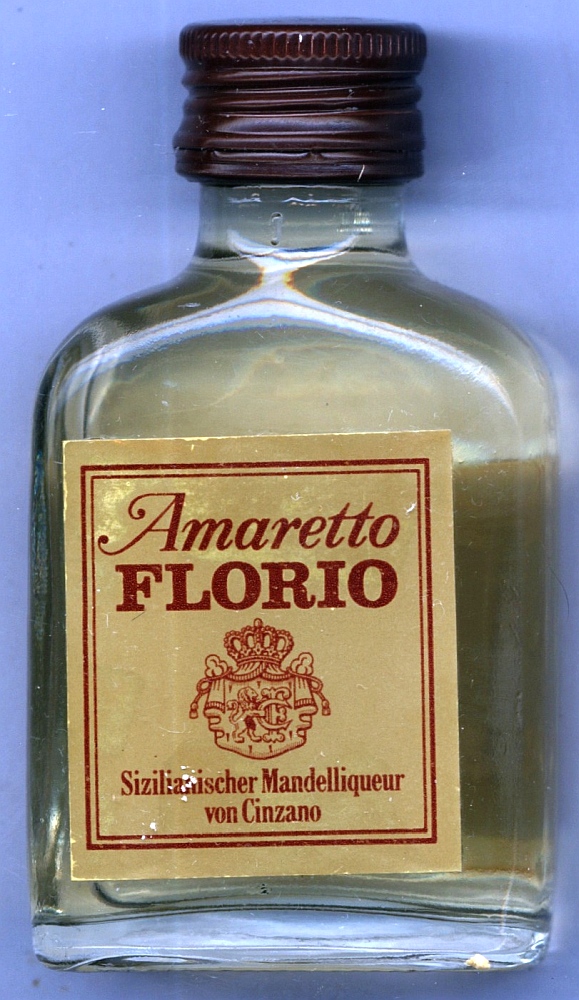 Amaretto
FLORIO
Sizilianischer Mandelliqueur
von Cinzano